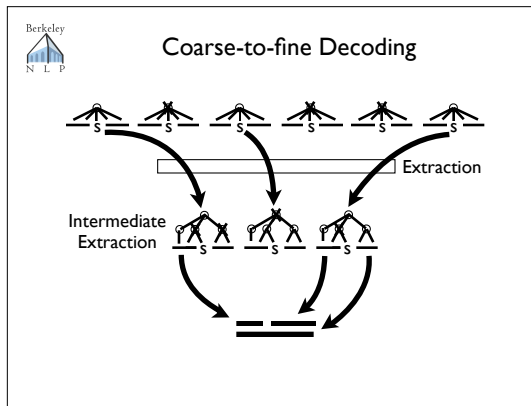 Berkeley
N L P
Coarse-to-fine Decoding
S S S S S S
Extraction
Intermediate
Extraction
S S S